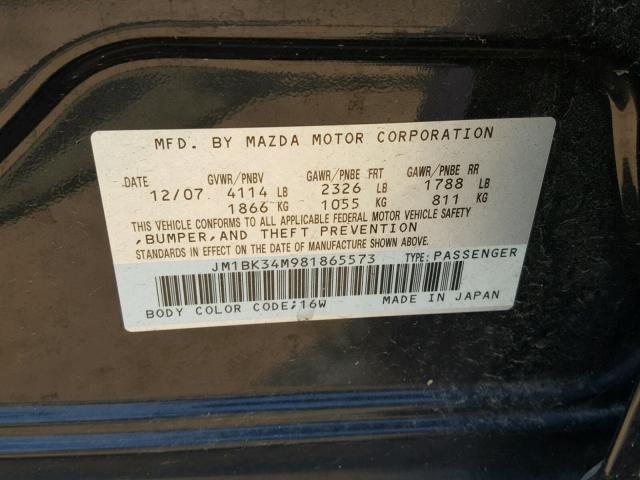 MFD. BY MAZDA MOTOR CORPORATION
DATE GVWR/PNBV GAWR/PNBE FRT GAWR/PNBE RR
12/07 4114 LB 2326 LB 1788 LB
1866 KG 1055 KG 811 KG
THIS VEHICLE CONFORMS TO ALL APPLICABLE FEDERAL MOTOR VEHICLE SAFETY
,BUMPER,AND THEFT PREVENTION
STANDARDS IN EFFECT ON THE DATE OF MANUFACTURE SHOWN ABOVE.
JM1BK34M981865573 TYPE:PASSENGER
BODY COLOR CODE;16W MADE IN JAPAN